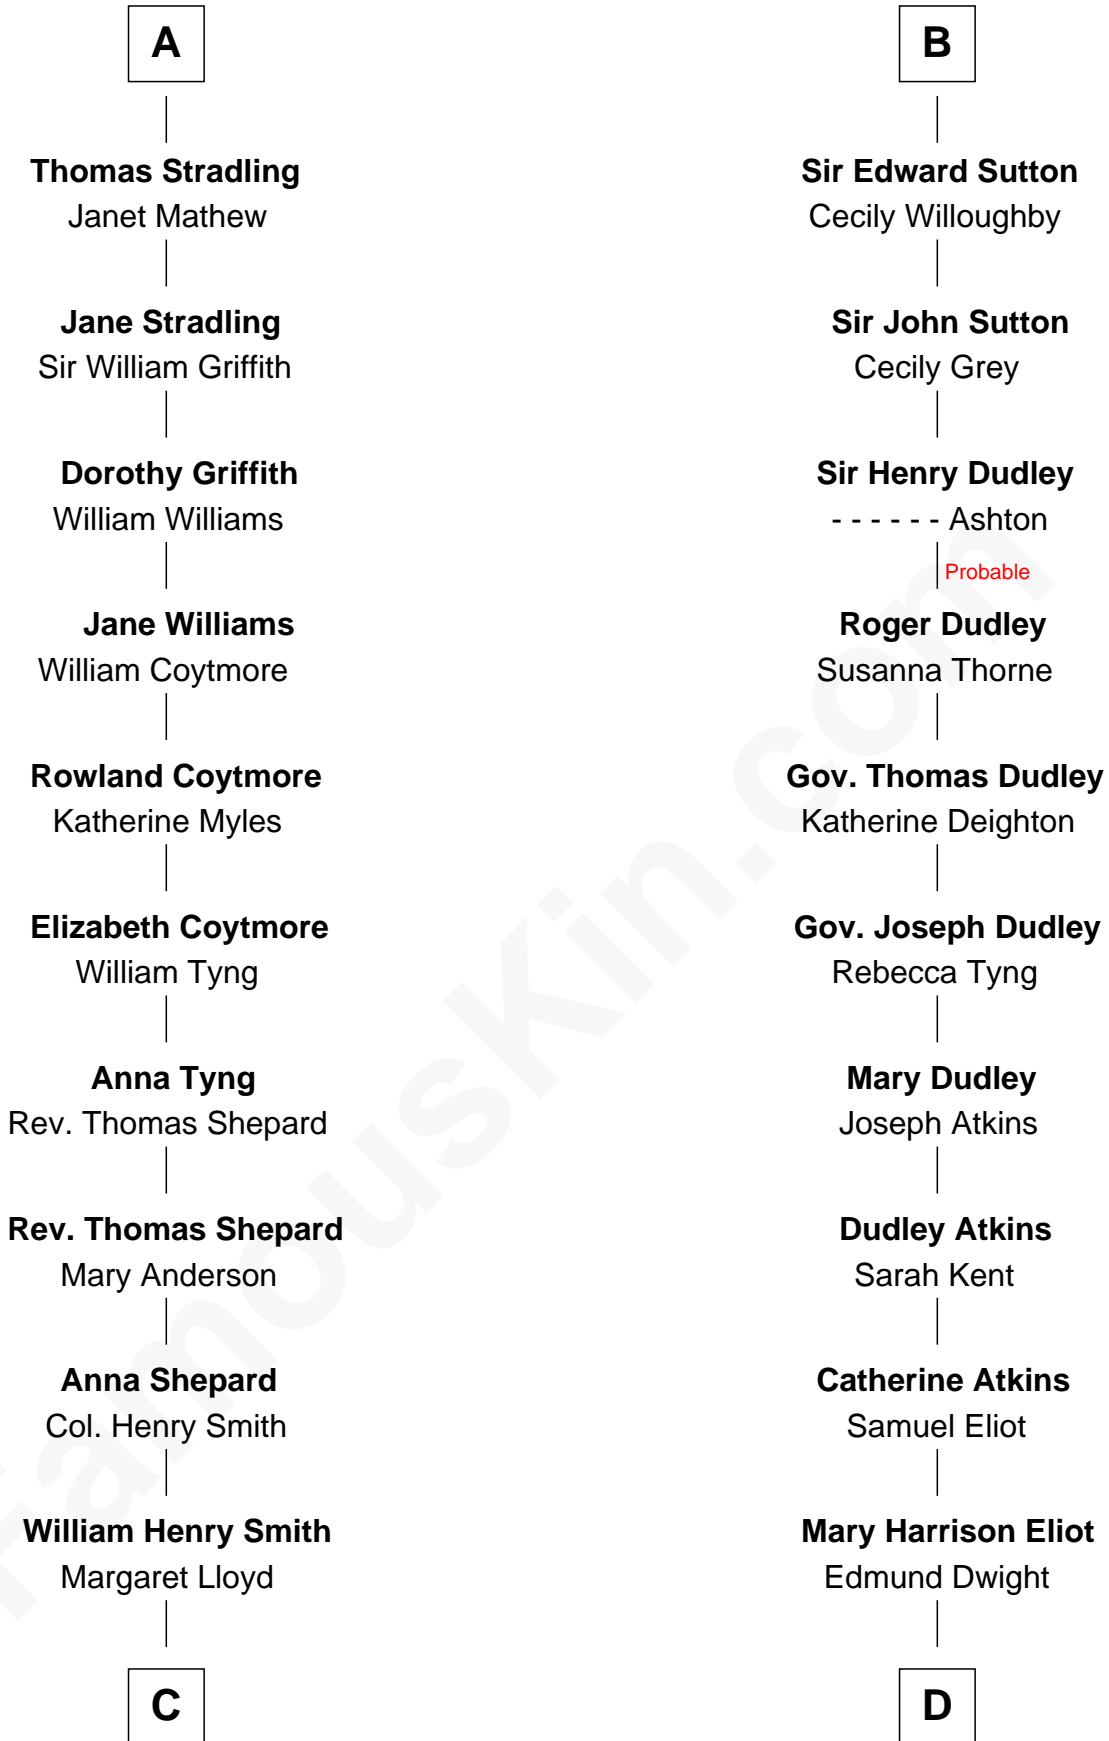 A
Thomas Stradling
Janet Mathew
Jane Stradling
Sir William Griffith
Dorothy Griffith
William Williams
Jane Williams
William Coytmore
Rowland Coytmore
Katherine Myles
Elizabeth Coytmore
William Tyng
Anna Tyng
Rev. Thomas Shepard
Rev. Thomas Shepard
Mary Anderson
Anna Shepard
Col. Henry Smith
William Henry Smith
Margaret Lloyd
C
B
Sir Edward Sutton
Cecily Willoughby
Sir John Sutton
Cecily Grey
Sir Henry Dudley
- - - - - - Ashton
Probable
Roger Dudley
Susanna Thorne
Gov. Thomas Dudley
Katherine Deighton
Gov. Joseph Dudley
Rebecca Tyng
Mary Dudley
Joseph Atkins
Dudley Atkins
Sarah Kent
Catherine Atkins
Samuel Eliot
Mary Harrison Eliot
Edmund Dwight
D
FamousKin.com